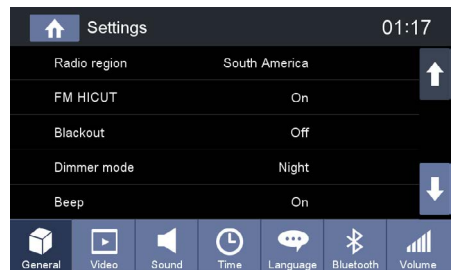 Settings 01:17
Radio region South America
FM HICUT On
Blackout Off
Dimmer mode Night
Beep On
General Video Sound Time Language Bluetooth Volume